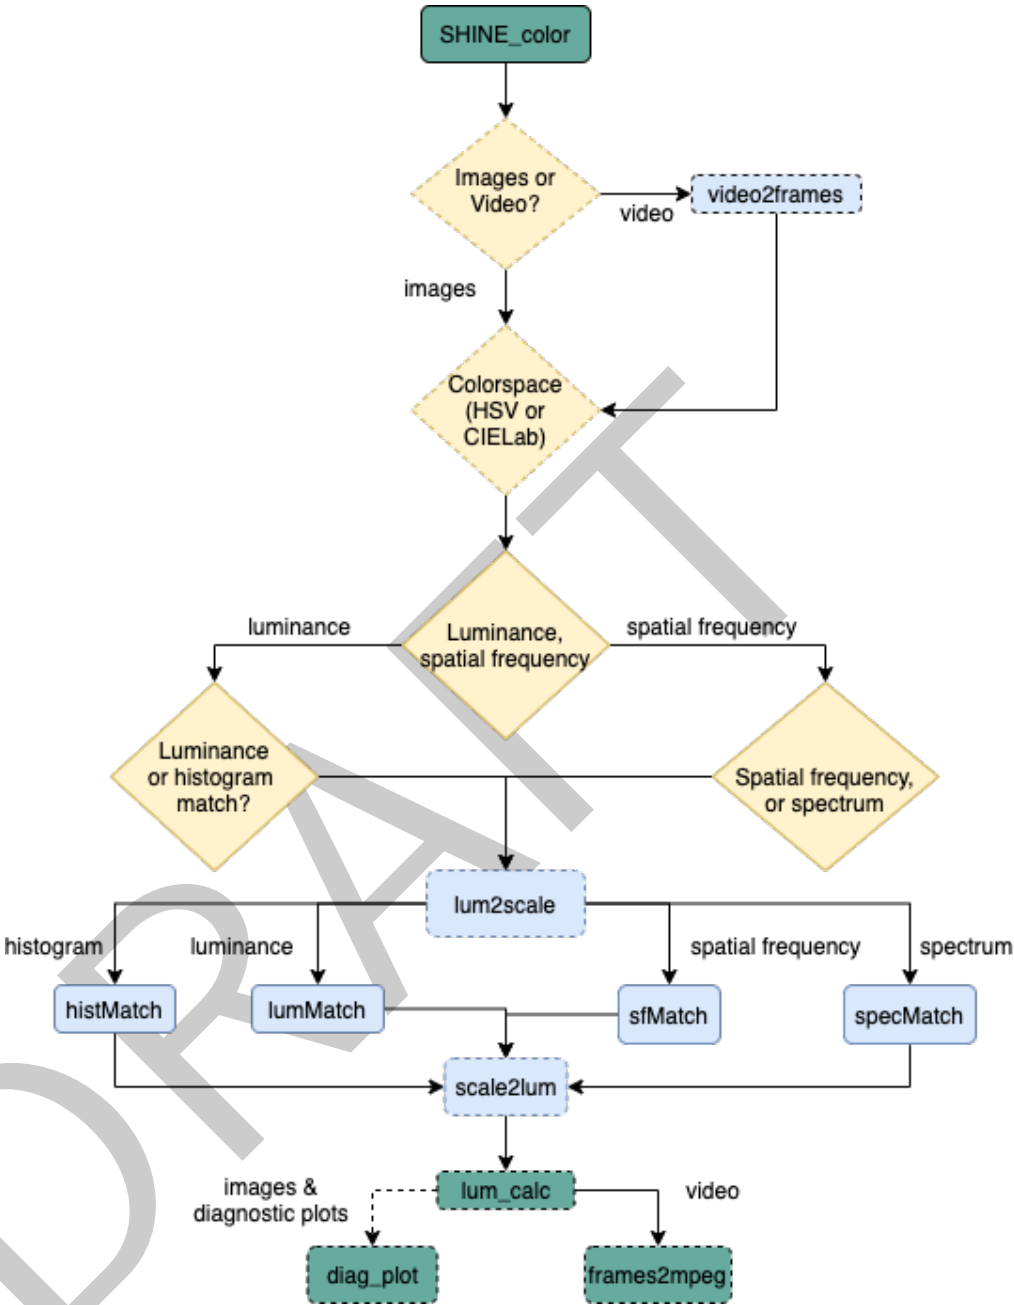 SHINE_color
Images or
Video?
video
video2frames
images
Colorspace
(HSV or
CIELab)
luminance
Luminance,
spatial frequency
spatial frequency
Luminance
or histogram
match?
Spatial frequency,
or spectrum
lum2scale
histogram
luminance
spatial frequency
spectrum
histMatch
lumMatch
sfMatch
specMatch
scale2lum
images &
diagnostic plots
lum_calc
video
diag_plot
frames2mpeg
DRAFT